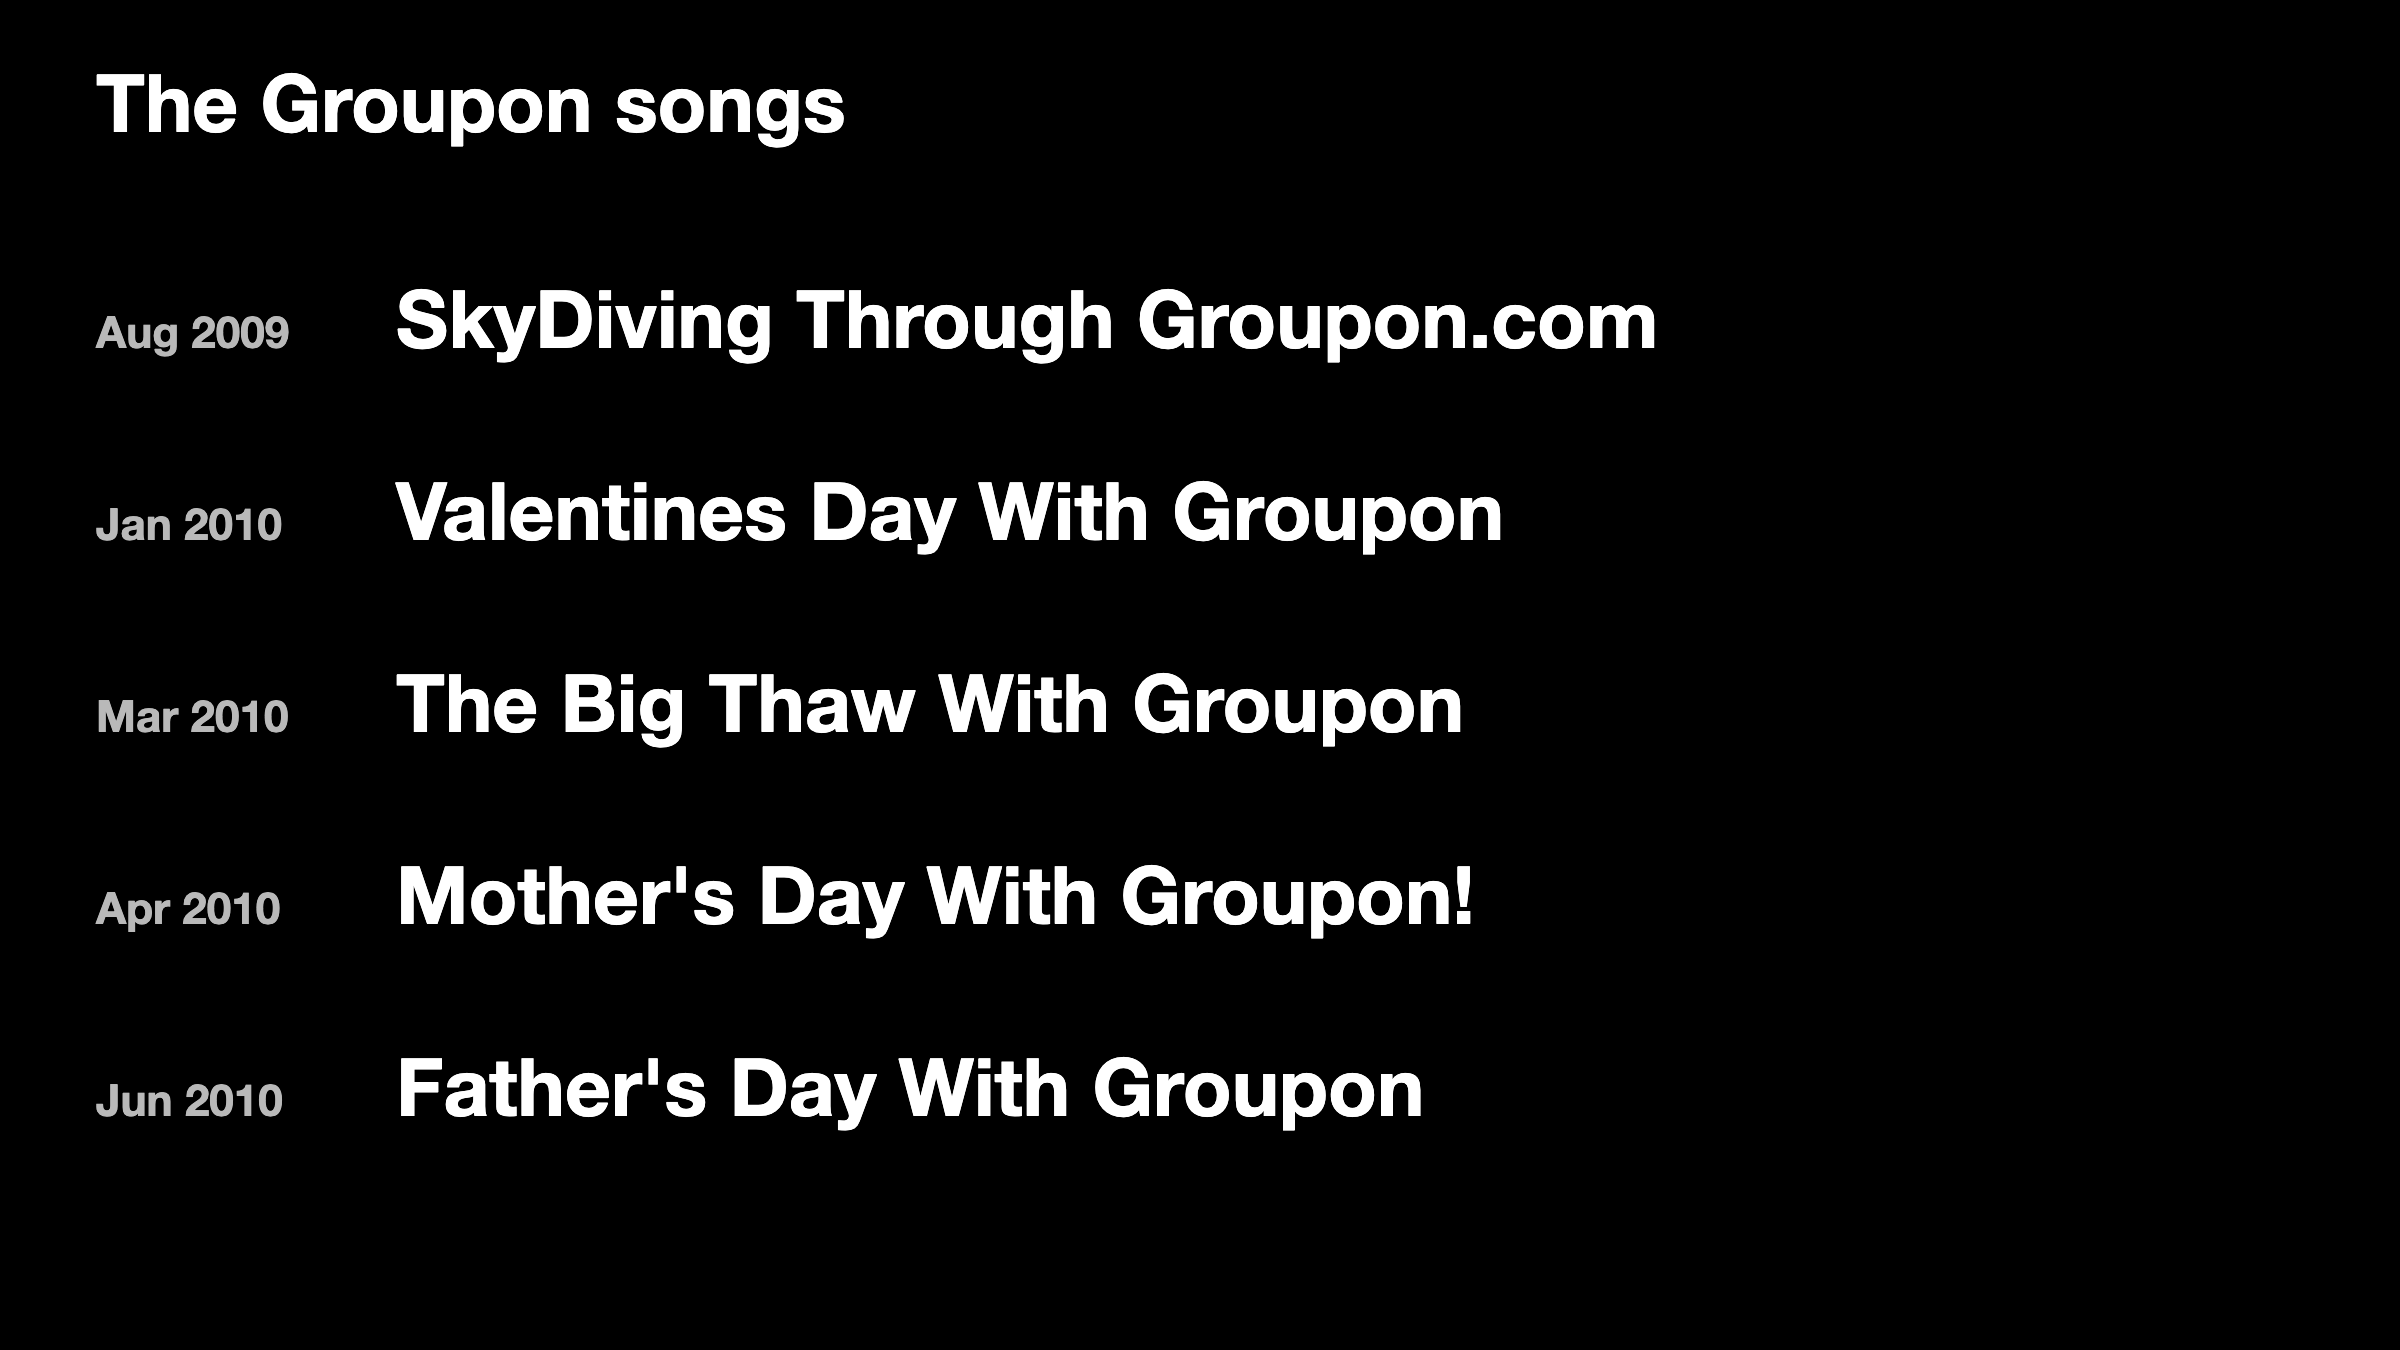 The Groupon songs
Aug 2009 SkyDiving Through Groupon.com
Jan 2010 Valentines Day With Groupon
Mar 2010 The Big Thaw With Groupon
Apr 2010 Mother's Day With Groupon!
Jun 2010 Father's Day With Groupon